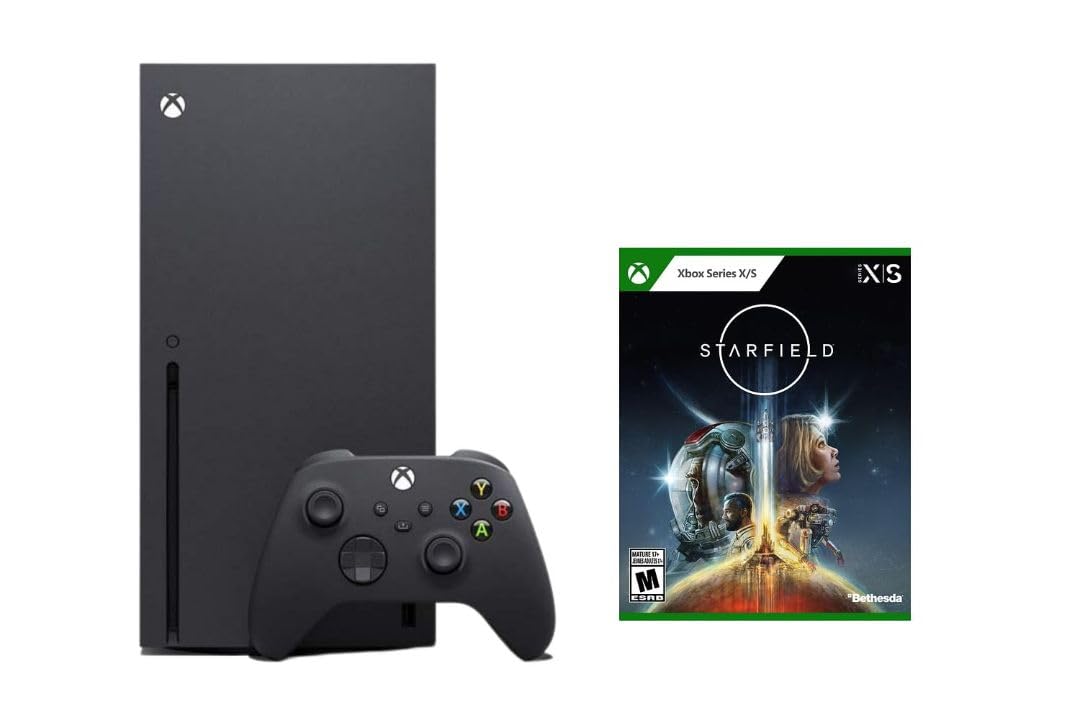 Xbox Series X/S
SERIES X|S
STARFIELD
Y
X
B
A
MATURE 17+
M
ESRB
Bethesda